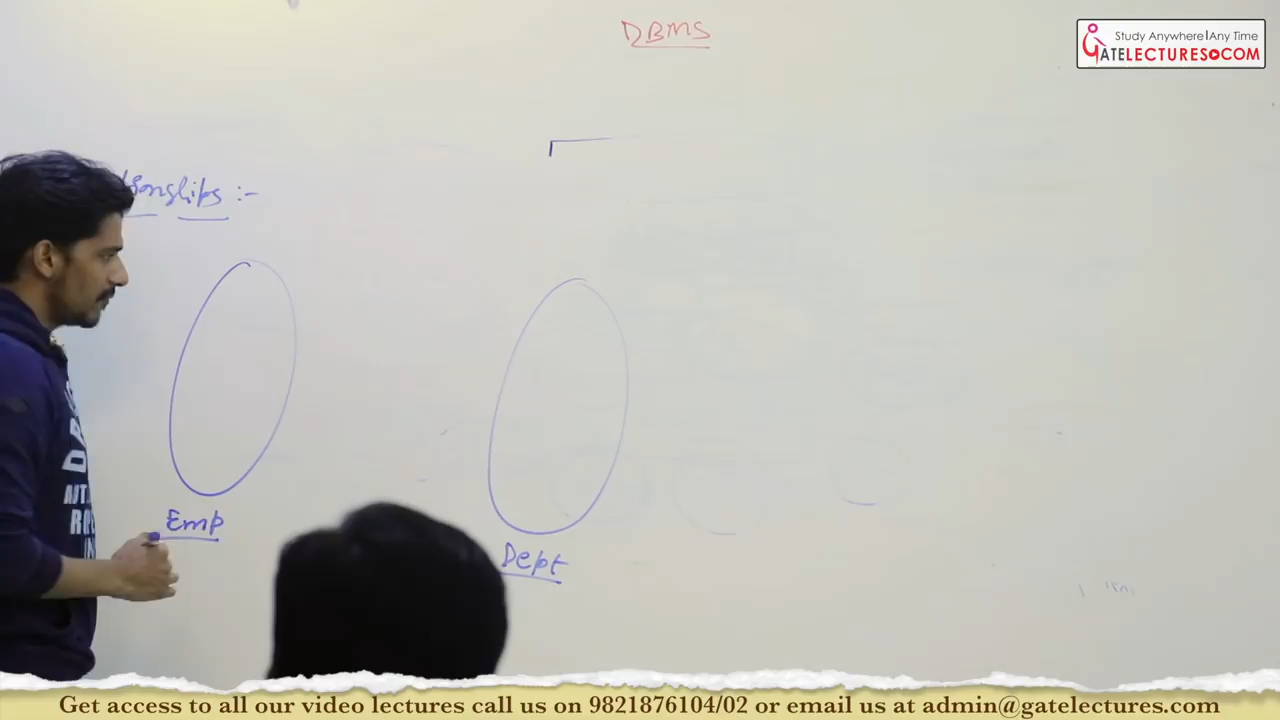 DBMS
Study Anywhere|Any Time
GATELECTURES.COM
Emp
Dept
Get access to all our video lectures call us on 9821876104/02 or email us at admin@gatelectures.com